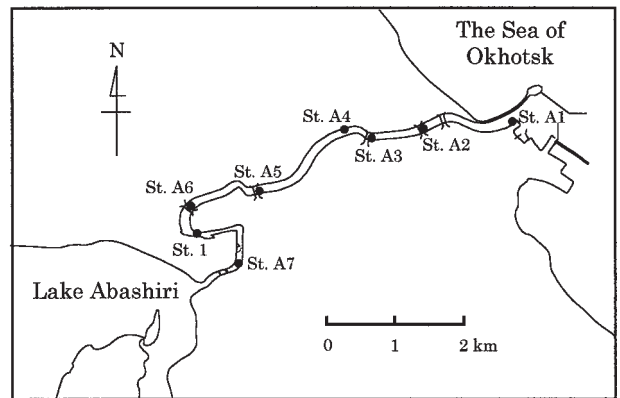 The Sea of
Okhotsk
N
St. A4
St. A1
St. A3
St. A2
St. A5
St. A6
St. 1
St. A7
Lake Abashiri
0 1 2 km